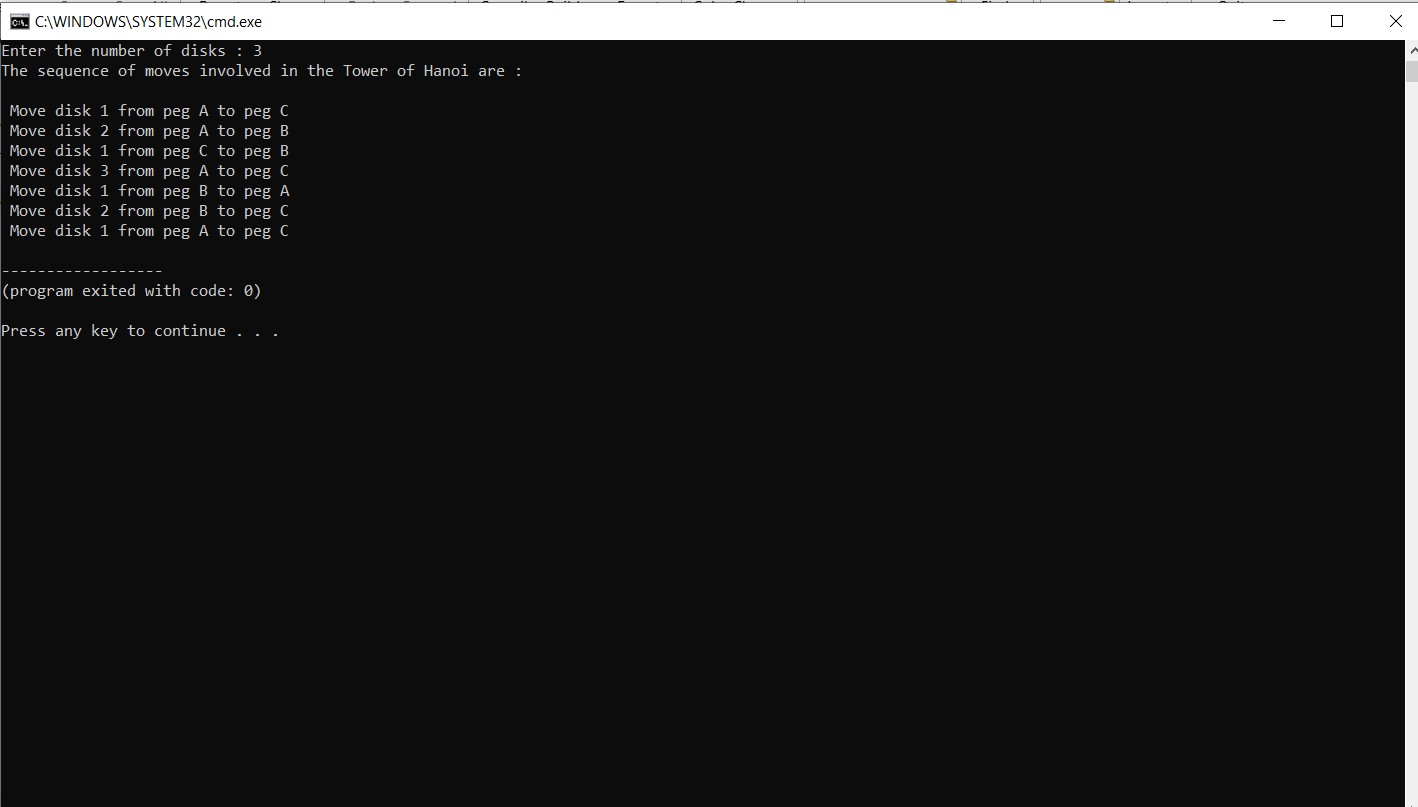 C:\WINDOWS\SYSTEM32\cmd.exe
Enter the number of disks : 3
The sequence of moves involved in the Tower of Hanoi are :
Move disk 1 from peg A to peg C
Move disk 2 from peg A to peg B
Move disk 1 from peg C to peg B
Move disk 3 from peg A to peg C
Move disk 1 from peg B to peg A
Move disk 2 from peg B to peg C
Move disk 1 from peg A to peg C
------------------
(program exited with code: 0)
Press any key to continue . . .